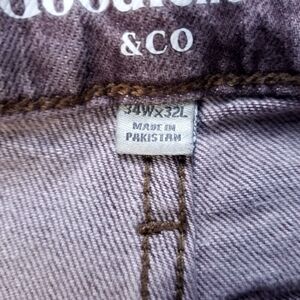 & CO
34W x 32L
MADE IN
PAKISTAN